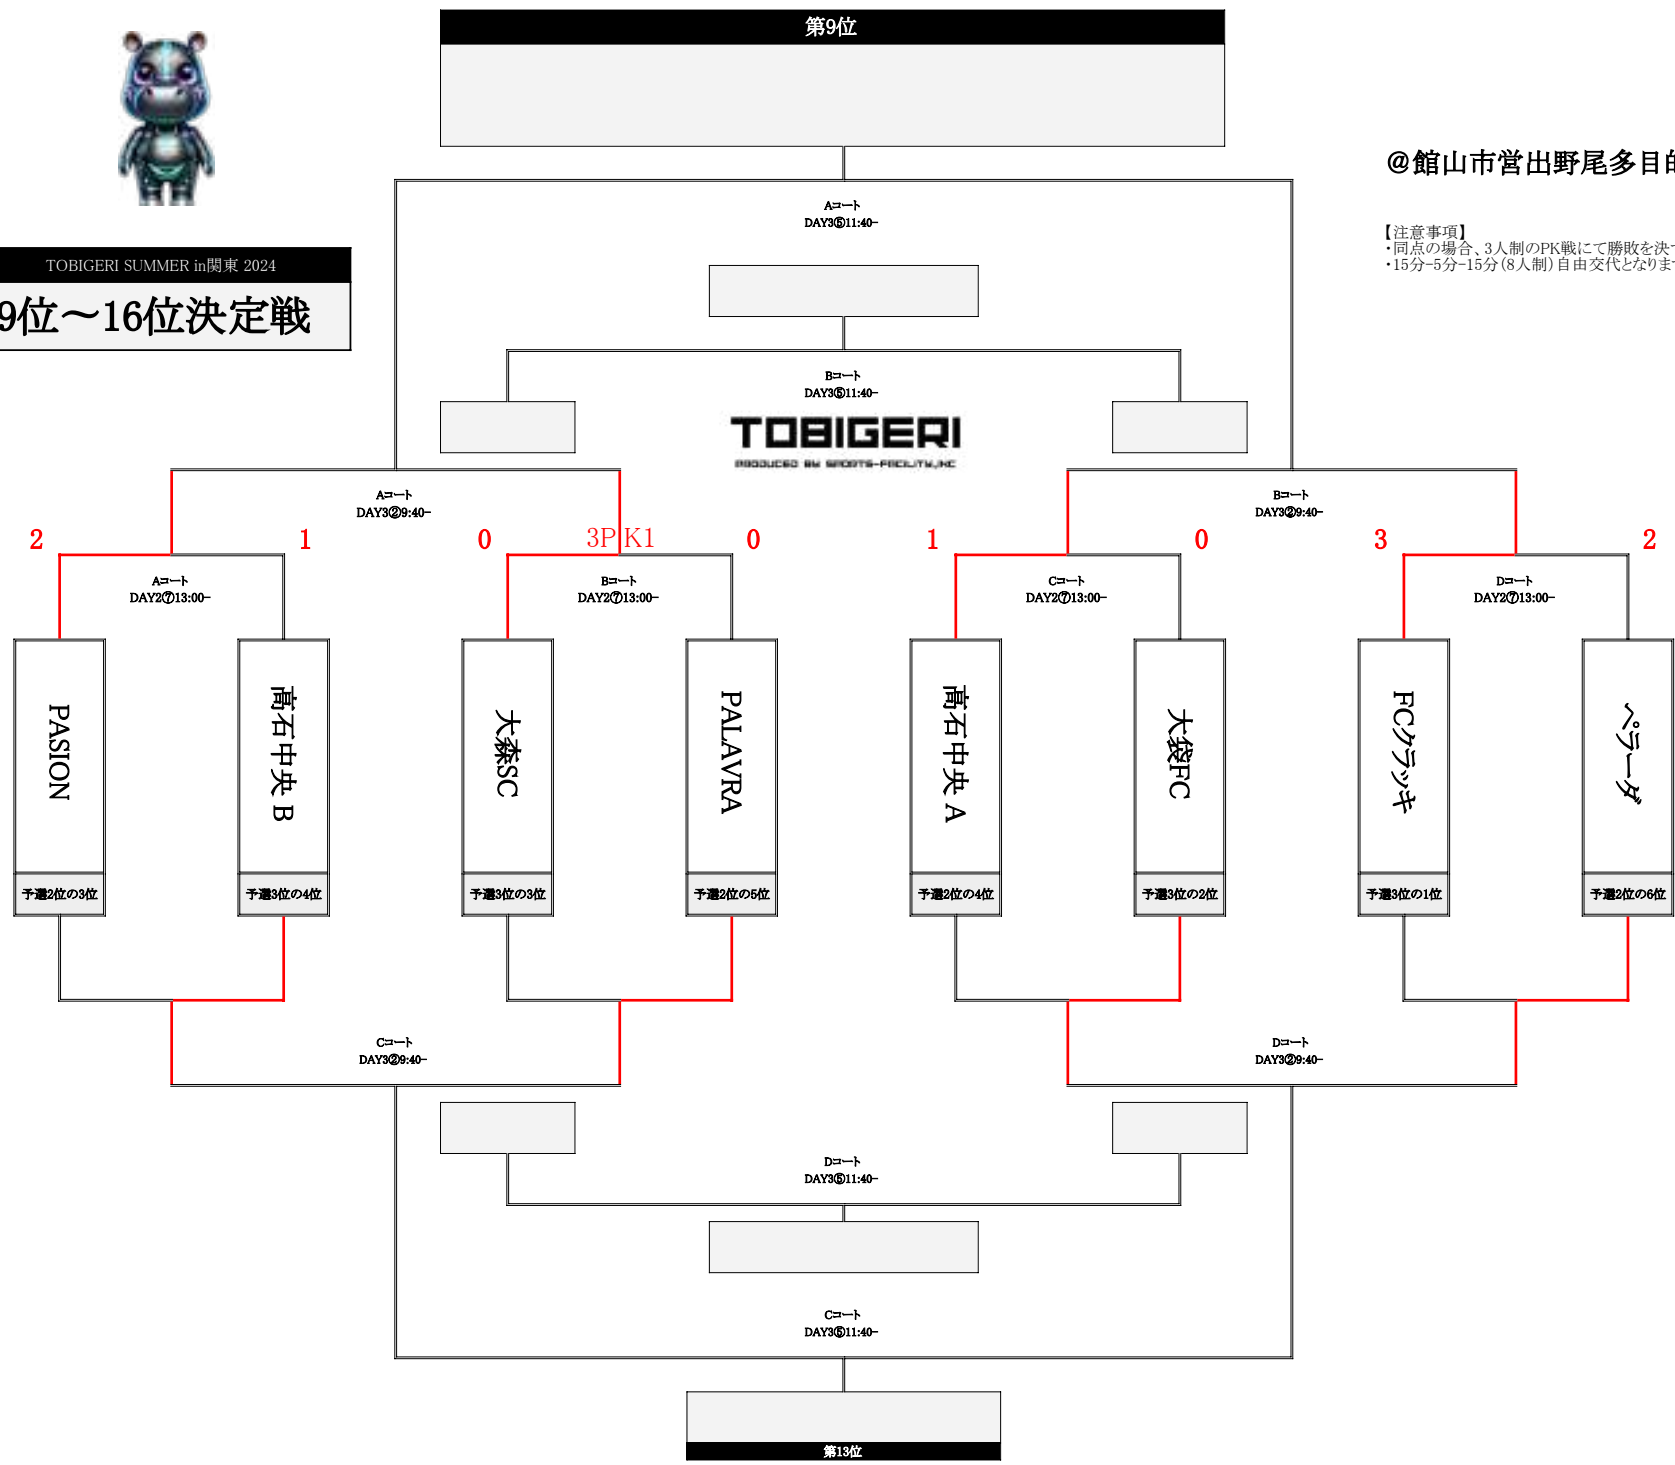 第9位
@館山市営出野尾多目的
Aコート
DAY3⑤11:40-
【注意事項】
・同点の場合、3人制のPK戦にて勝敗を決
・15分-5分-15分(8人制)自由交代となりま
TOBIGERI SUMMER in関東 2024
9位～16位決定戦
Bコート
DAY3⑤11:40-
TOBIGERI
PRODUCED BY SPORTS-FACILITY,INC
Aコート
DAY3②9:40-
Bコート
DAY3②9:40-
2 1 0 3PK1 0 1 0 3 2
Aコート
DAY2⑦13:00-
Bコート
DAY2⑦13:00-
Cコート
DAY2⑦13:00-
Dコート
DAY2⑦13:00-
PASION
高石中央 B
大森SC
PALAVRA
高石中央 A
大袋FC
FCクラッキ
ペラーダ
予選2位の3位
予選3位の4位
予選3位の3位
予選2位の5位
予選2位の4位
予選3位の2位
予選3位の1位
予選2位の6位
Cコート
DAY3②9:40-
Dコート
DAY3②9:40-
Dコート
DAY3⑤11:40-
Cコート
DAY3⑤11:40-
第13位